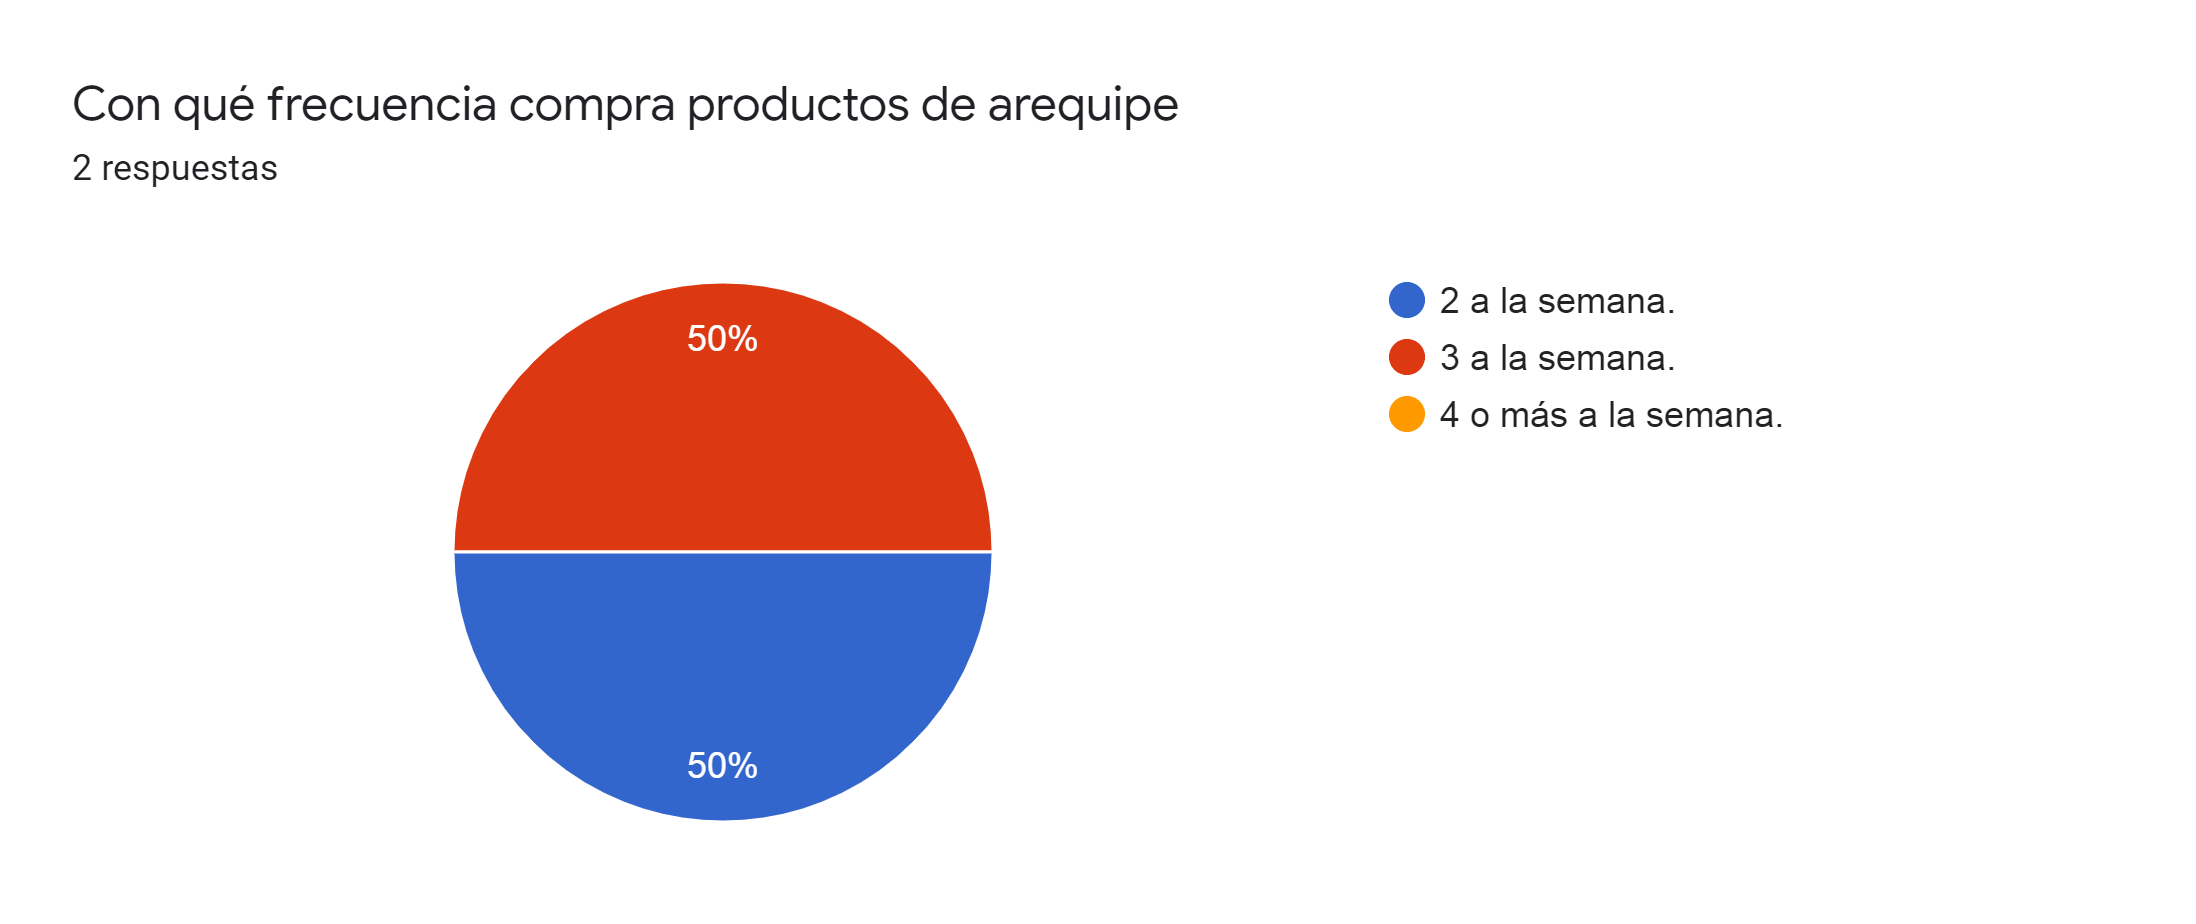 Con qué frecuencia compra productos de arequipe
2 respuestas
50%
50%
2 a la semana.
3 a la semana.
4 o más a la semana.